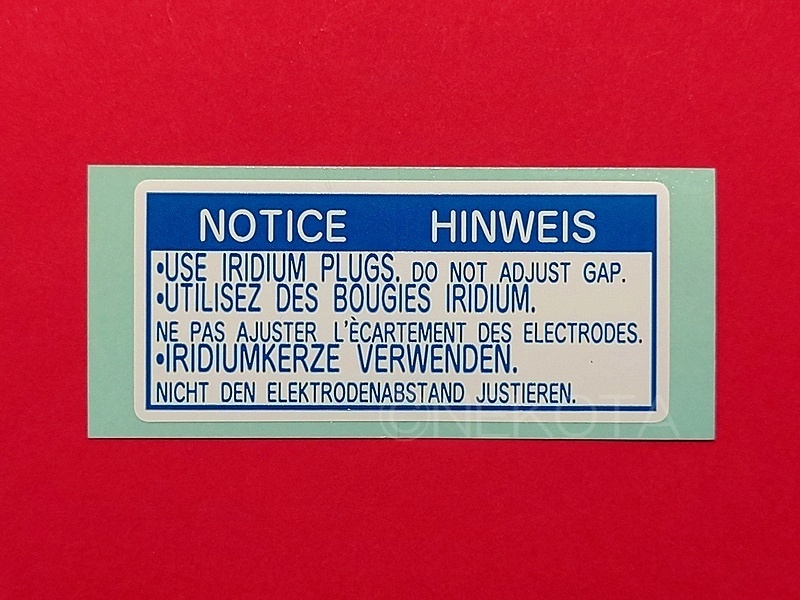 NOTICE HINWEIS
•USE IRIDIUM PLUGS. DO NOT ADJUST GAP.
•UTILISEZ DES BOUGIES IRIDIUM.
NE PAS AJUSTER L'ÈCARTEMENT DES ELECTRODES.
•IRIDIUMKERZE VERWENDEN.
NICHT DEN ELEKTRODENABSTAND JUSTIEREN.
©NEKOTA